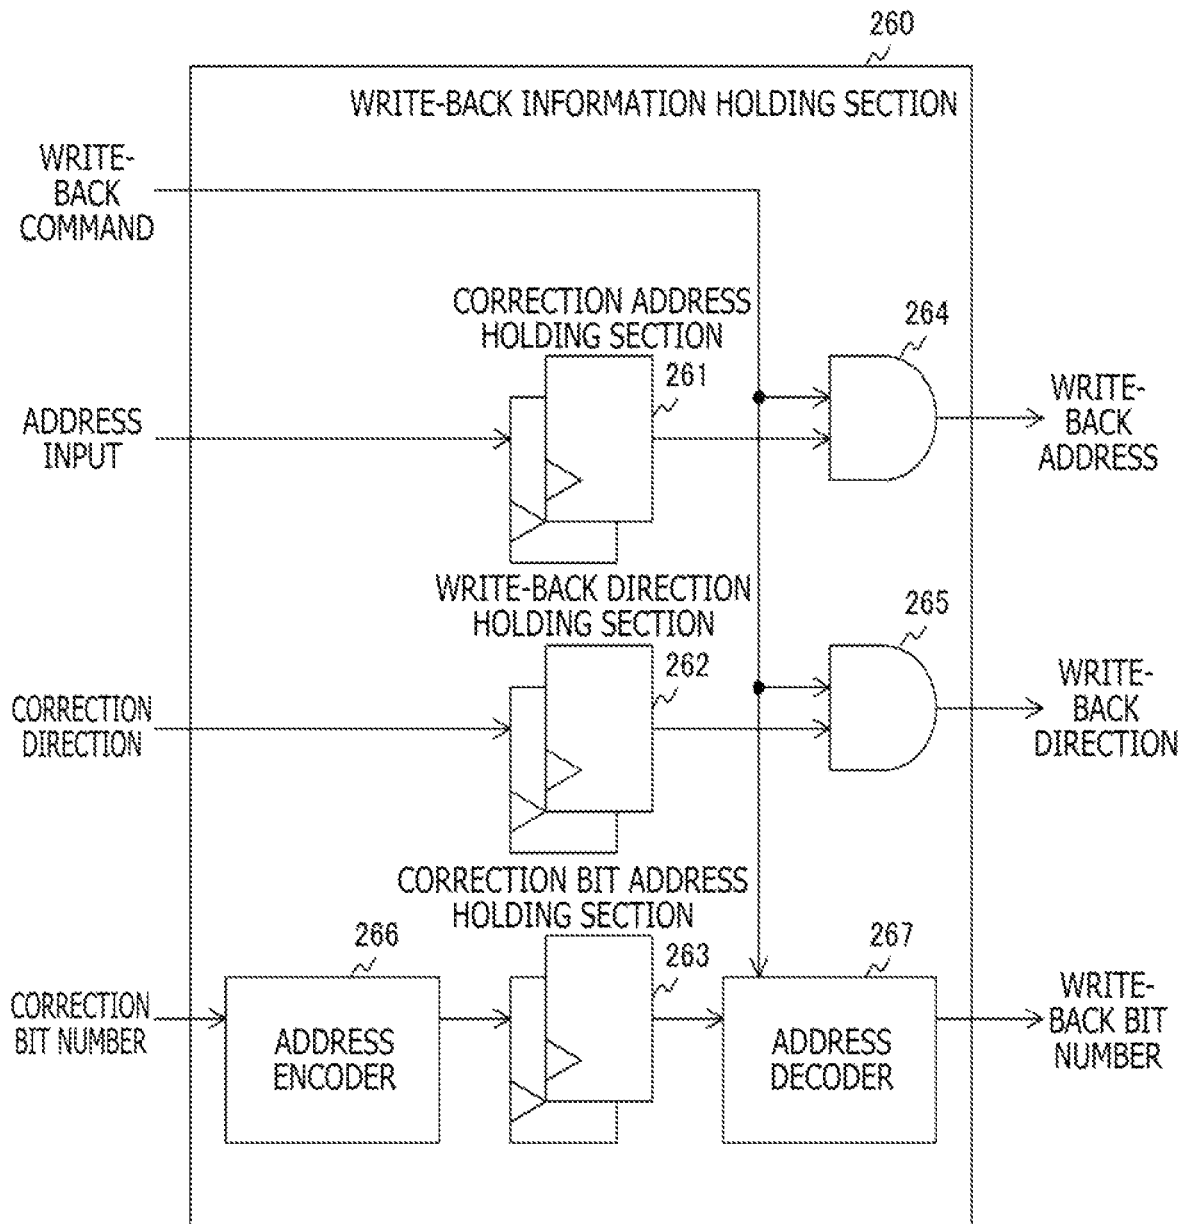 260
WRITE-BACK INFORMATION HOLDING SECTION
WRITE-
BACK
COMMAND
CORRECTION ADDRESS
HOLDING SECTION
264
261
WRITE-
BACK
ADDRESS
ADDRESS
INPUT
WRITE-BACK DIRECTION
HOLDING SECTION
265
262
WRITE-
BACK
DIRECTION
CORRECTION
DIRECTION
CORRECTION BIT ADDRESS
HOLDING SECTION
266
263
267
CORRECTION
BIT NUMBER
ADDRESS
ENCODER
ADDRESS
DECODER
WRITE-
BACK BIT
NUMBER